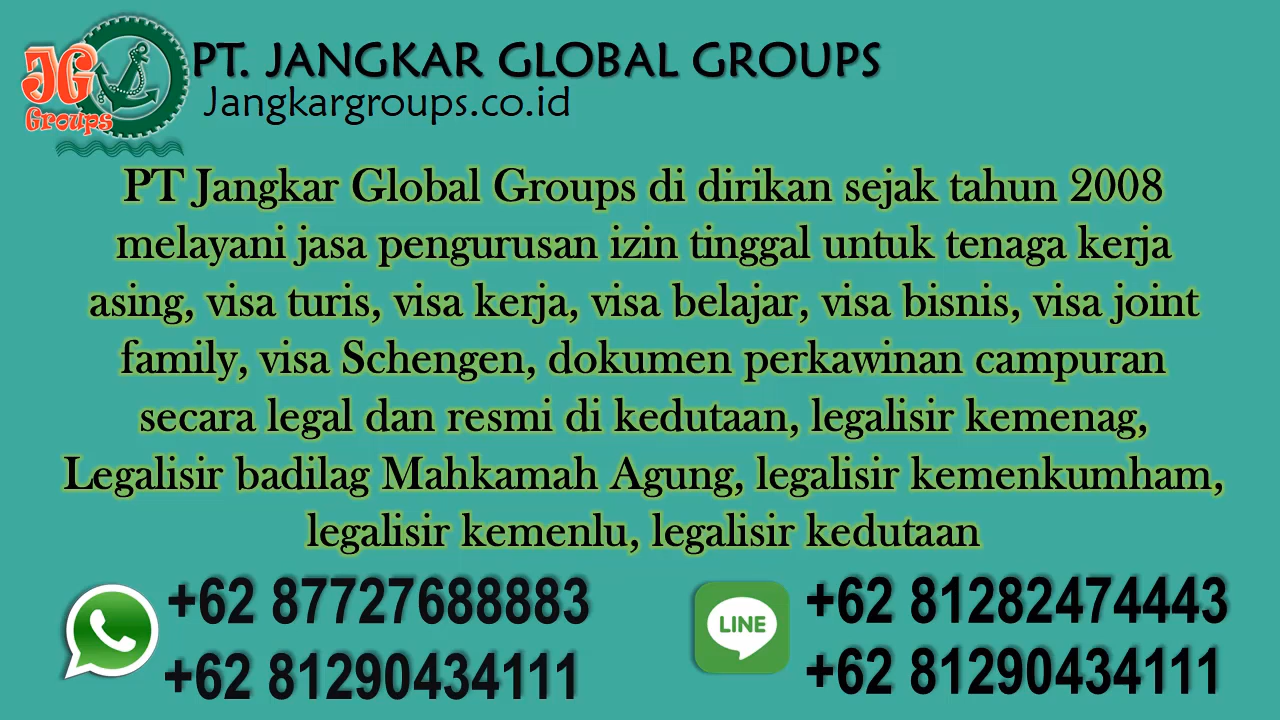 JG
Groups
PT. JANGKAR GLOBAL GROUPS
Jangkargroups.co.id
PT Jangkar Global Groups di dirikan sejak tahun 2008
melayani jasa pengurusan izin tinggal untuk tenaga kerja
asing, visa turis, visa kerja, visa belajar, visa bisnis, visa joint
family, visa Schengen, dokumen perkawinan campuran
secara legal dan resmi di kedutaan, legalisir kemenag,
Legalisir badilag Mahkamah Agung, legalisir kemenkumham,
legalisir kemenlu, legalisir kedutaan
+62 87727688883
+62 81290434111
LINE
+62 81282474443
+62 81290434111